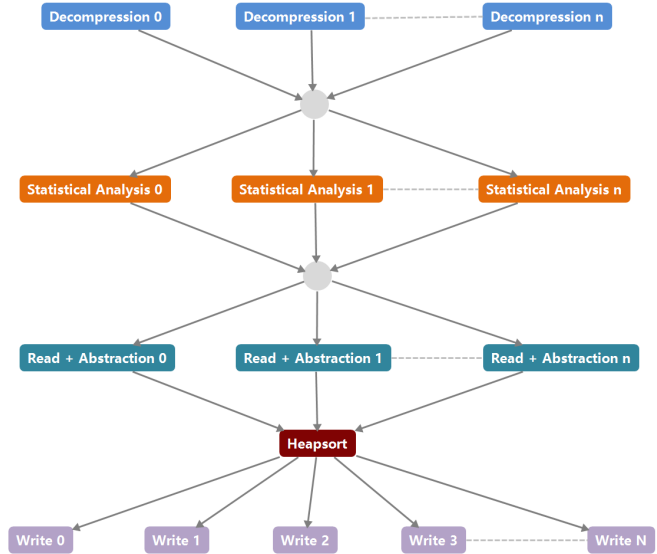 Decompression 0
Decompression 1
Decompression n
Statistical Analysis 0
Statistical Analysis 1
Statistical Analysis n
Read + Abstraction 0
Read + Abstraction 1
Read + Abstraction n
Heapsort
Write 0
Write 1
Write 2
Write 3
Write N